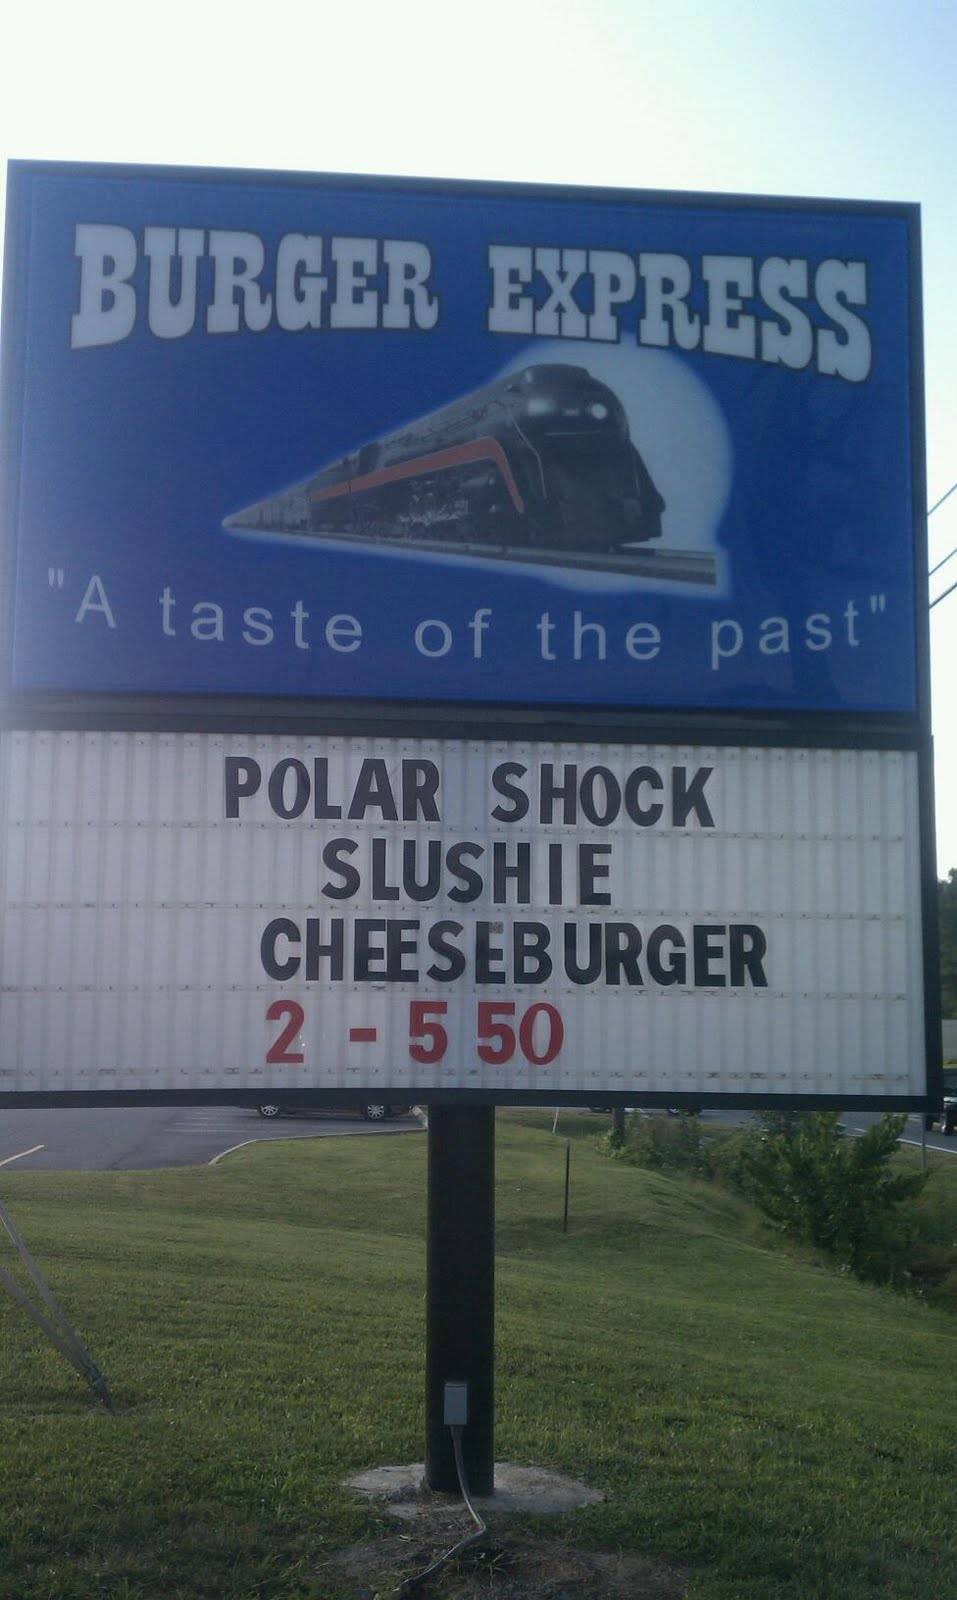 BURGER EXPRESS
"A taste of the past"
POLAR SHOCK
SLUSHIE
CHEESEBURGER
2 - 5 50